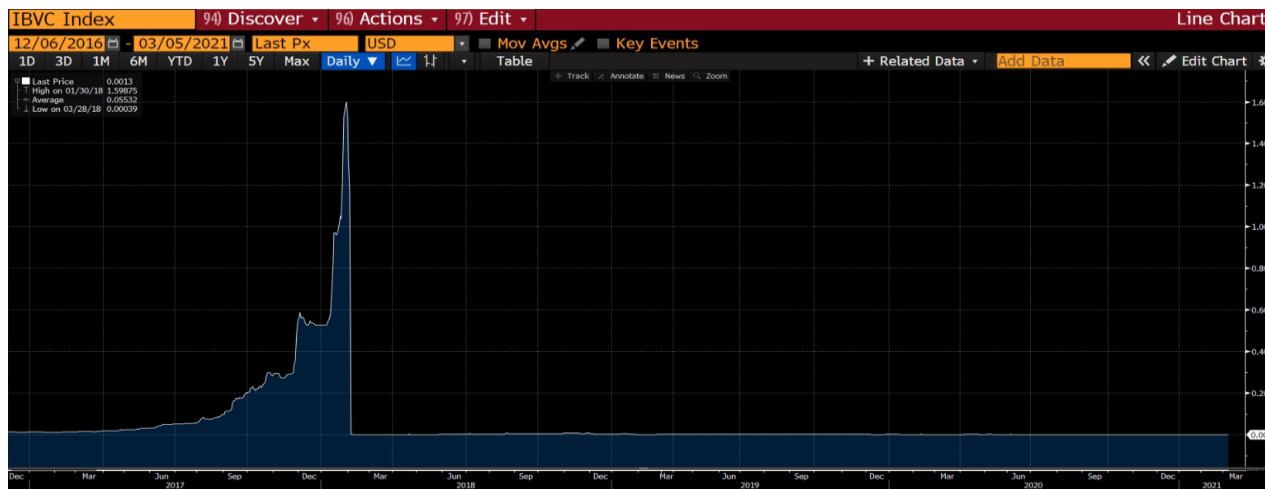 IBVC Index 94) Discover 96) Actions 97) Edit Line Chart
12/06/2016 - 03/05/2021 Last Px USD Mov Avgs Key Events
1D 3D 1M 6M YTD 1Y 5Y Max Daily ▼ Table + Related Data Add Data « Edit Chart
Track Annotate News Zoom
Last Price 0.0013
High on 01/30/18 1.59875
Average 0.05532
Low on 03/28/18 0.00039
1.60
1.40
1.20
1.00
0.80
0.60
0.40
0.20
0.00
Dec Mar Jun Sep Dec Mar Jun Sep Dec Mar Jun Sep Dec Mar Jun Sep Dec Mar
2017 2018 2019 2020 2021